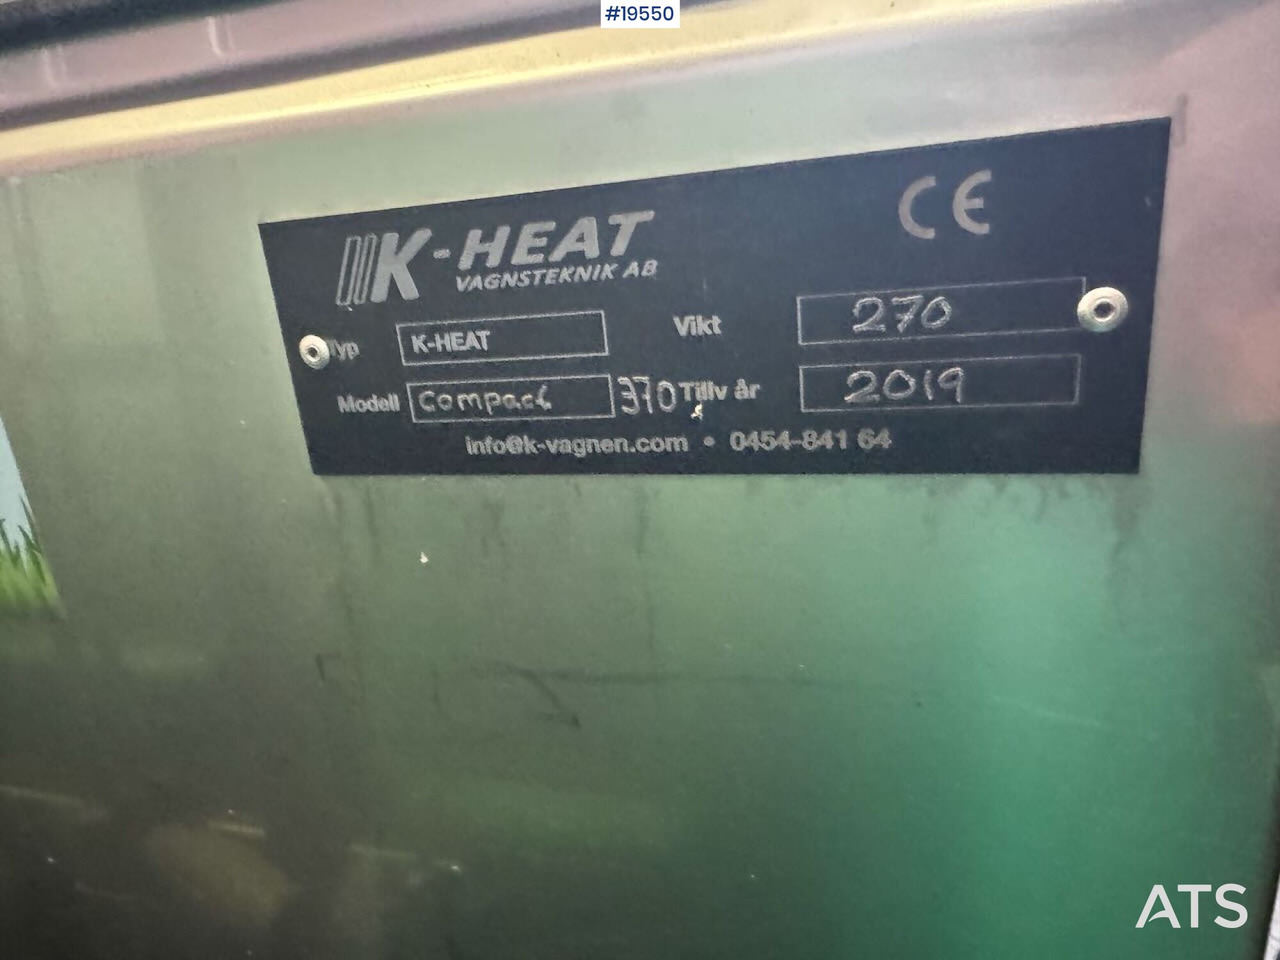 #19550
K-HEAT
VAGNSTEKNIK AB
CE
Typ K-HEAT
Vikt 270
Modell Compact 370
Tillv år 2019
info@k-vagnen.com • 0454-841 64
ATS